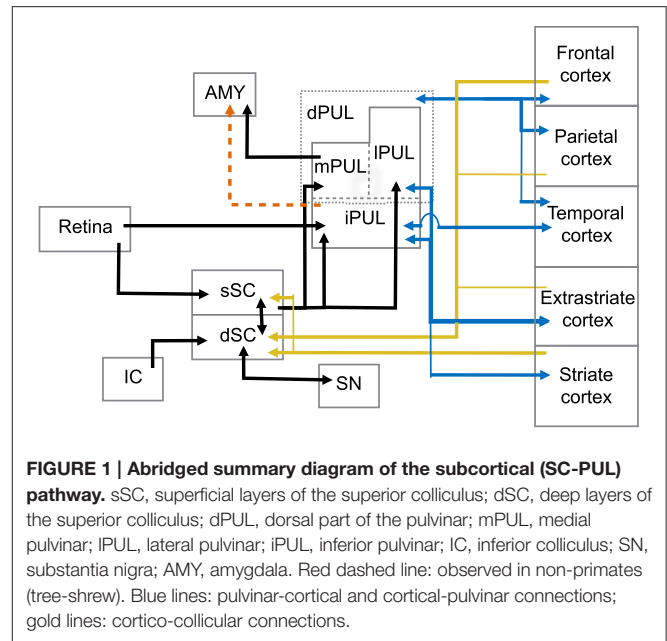 Frontal
cortex
AMY
dPUL
Parietal
cortex
mPUL
lPUL
Temporal
cortex
Retina
iPUL
sSC
Extrastriate
cortex
dSC
IC
SN
Striate
cortex
FIGURE 1 | Abridged summary diagram of the subcortical (SC-PUL)
pathway. sSC, superficial layers of the superior colliculus; dSC, deep layers of
the superior colliculus; dPUL, dorsal part of the pulvinar; mPUL, medial
pulvinar; lPUL, lateral pulvinar; iPUL, inferior pulvinar; IC, inferior colliculus; SN,
substantia nigra; AMY, amygdala. Red dashed line: observed in non-primates
(tree-shrew). Blue lines: pulvinar-cortical and cortical-pulvinar connections;
gold lines: cortico-collicular connections.